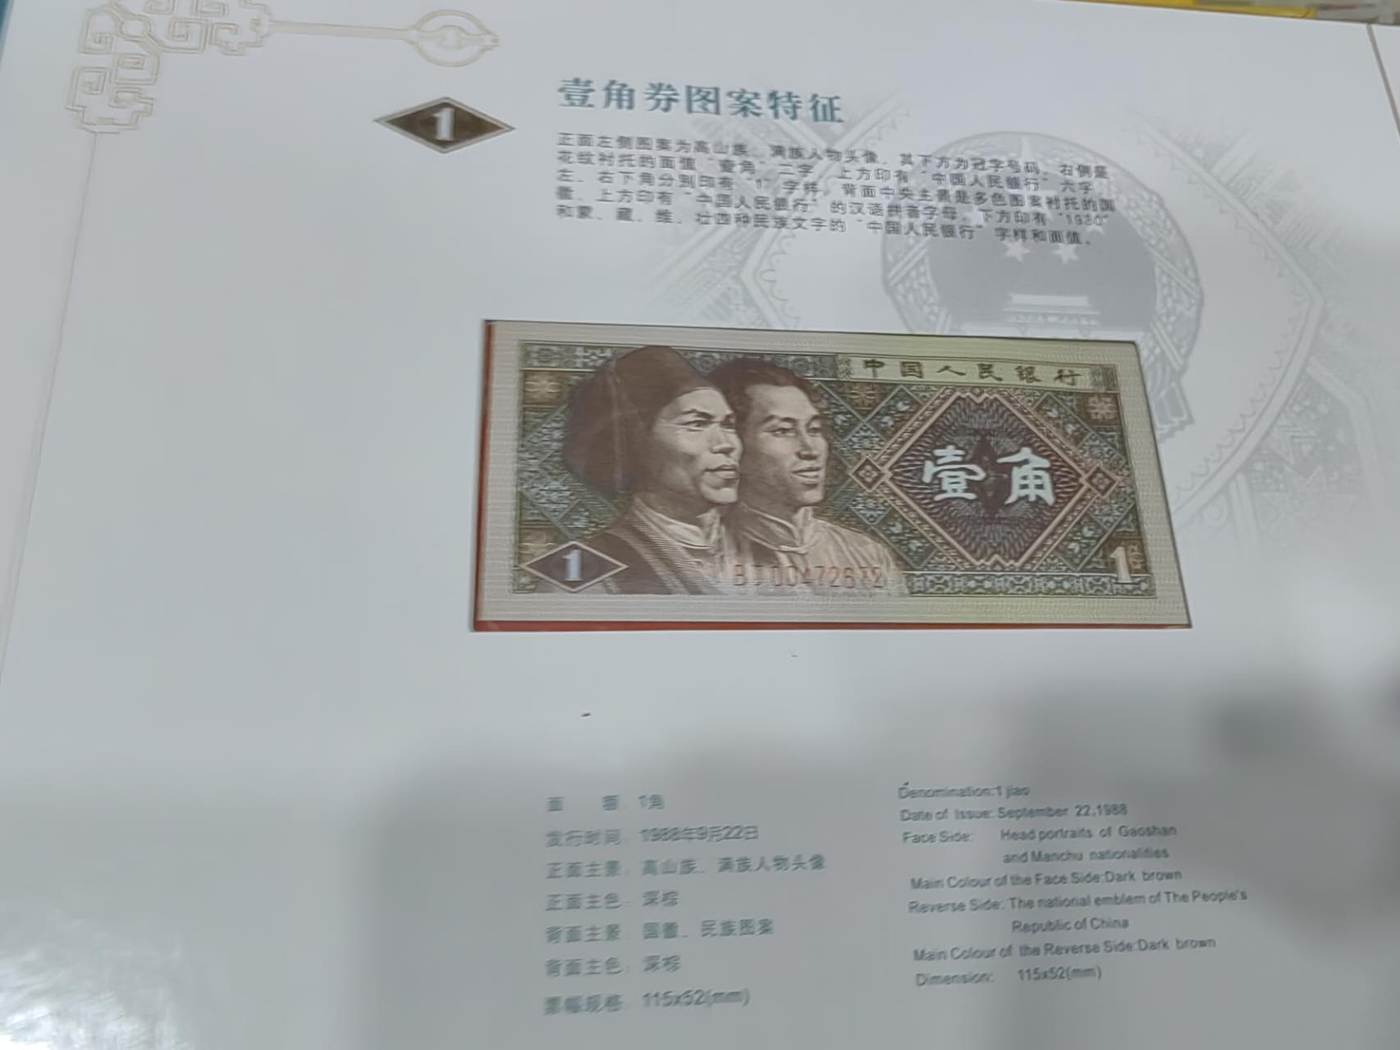 1
壹角券图案特征
正面左侧图案为高山族、满族人物头像，其下方为冠字号码；右侧是
花纹衬托的面值“壹角”二字，上方印有“中国人民银行”六字；
左、右下角分别印有“1”字样。背面中央主景是多色图案衬托的国
徽，上方印有“中国人民银行”的汉语拼音字母，下方印有“1980”
和蒙、藏、维、壮四种民族文字的“中国人民银行”字样和面值。
中国人民银行
壹角
1
BJ00472672
1
面 额：1角
发行时间：1988年9月22日
正面主景：高山族、满族人物头像
正面主色：深棕
背面主景：国徽、民族图案
背面主色：深棕
票幅规格：115x52(mm)
Denomination:1 jiao
Date of Issue: September 22,1988
Face Side: Head portraits of Gaoshan
and Manchu nationalities
Main Colour of the Face Side:Dark brown
Reverse Side: The national emblem of The People's
Republic of China
Main Colour of the Reverse Side:Dark brown
Dimension: 115x52(mm)